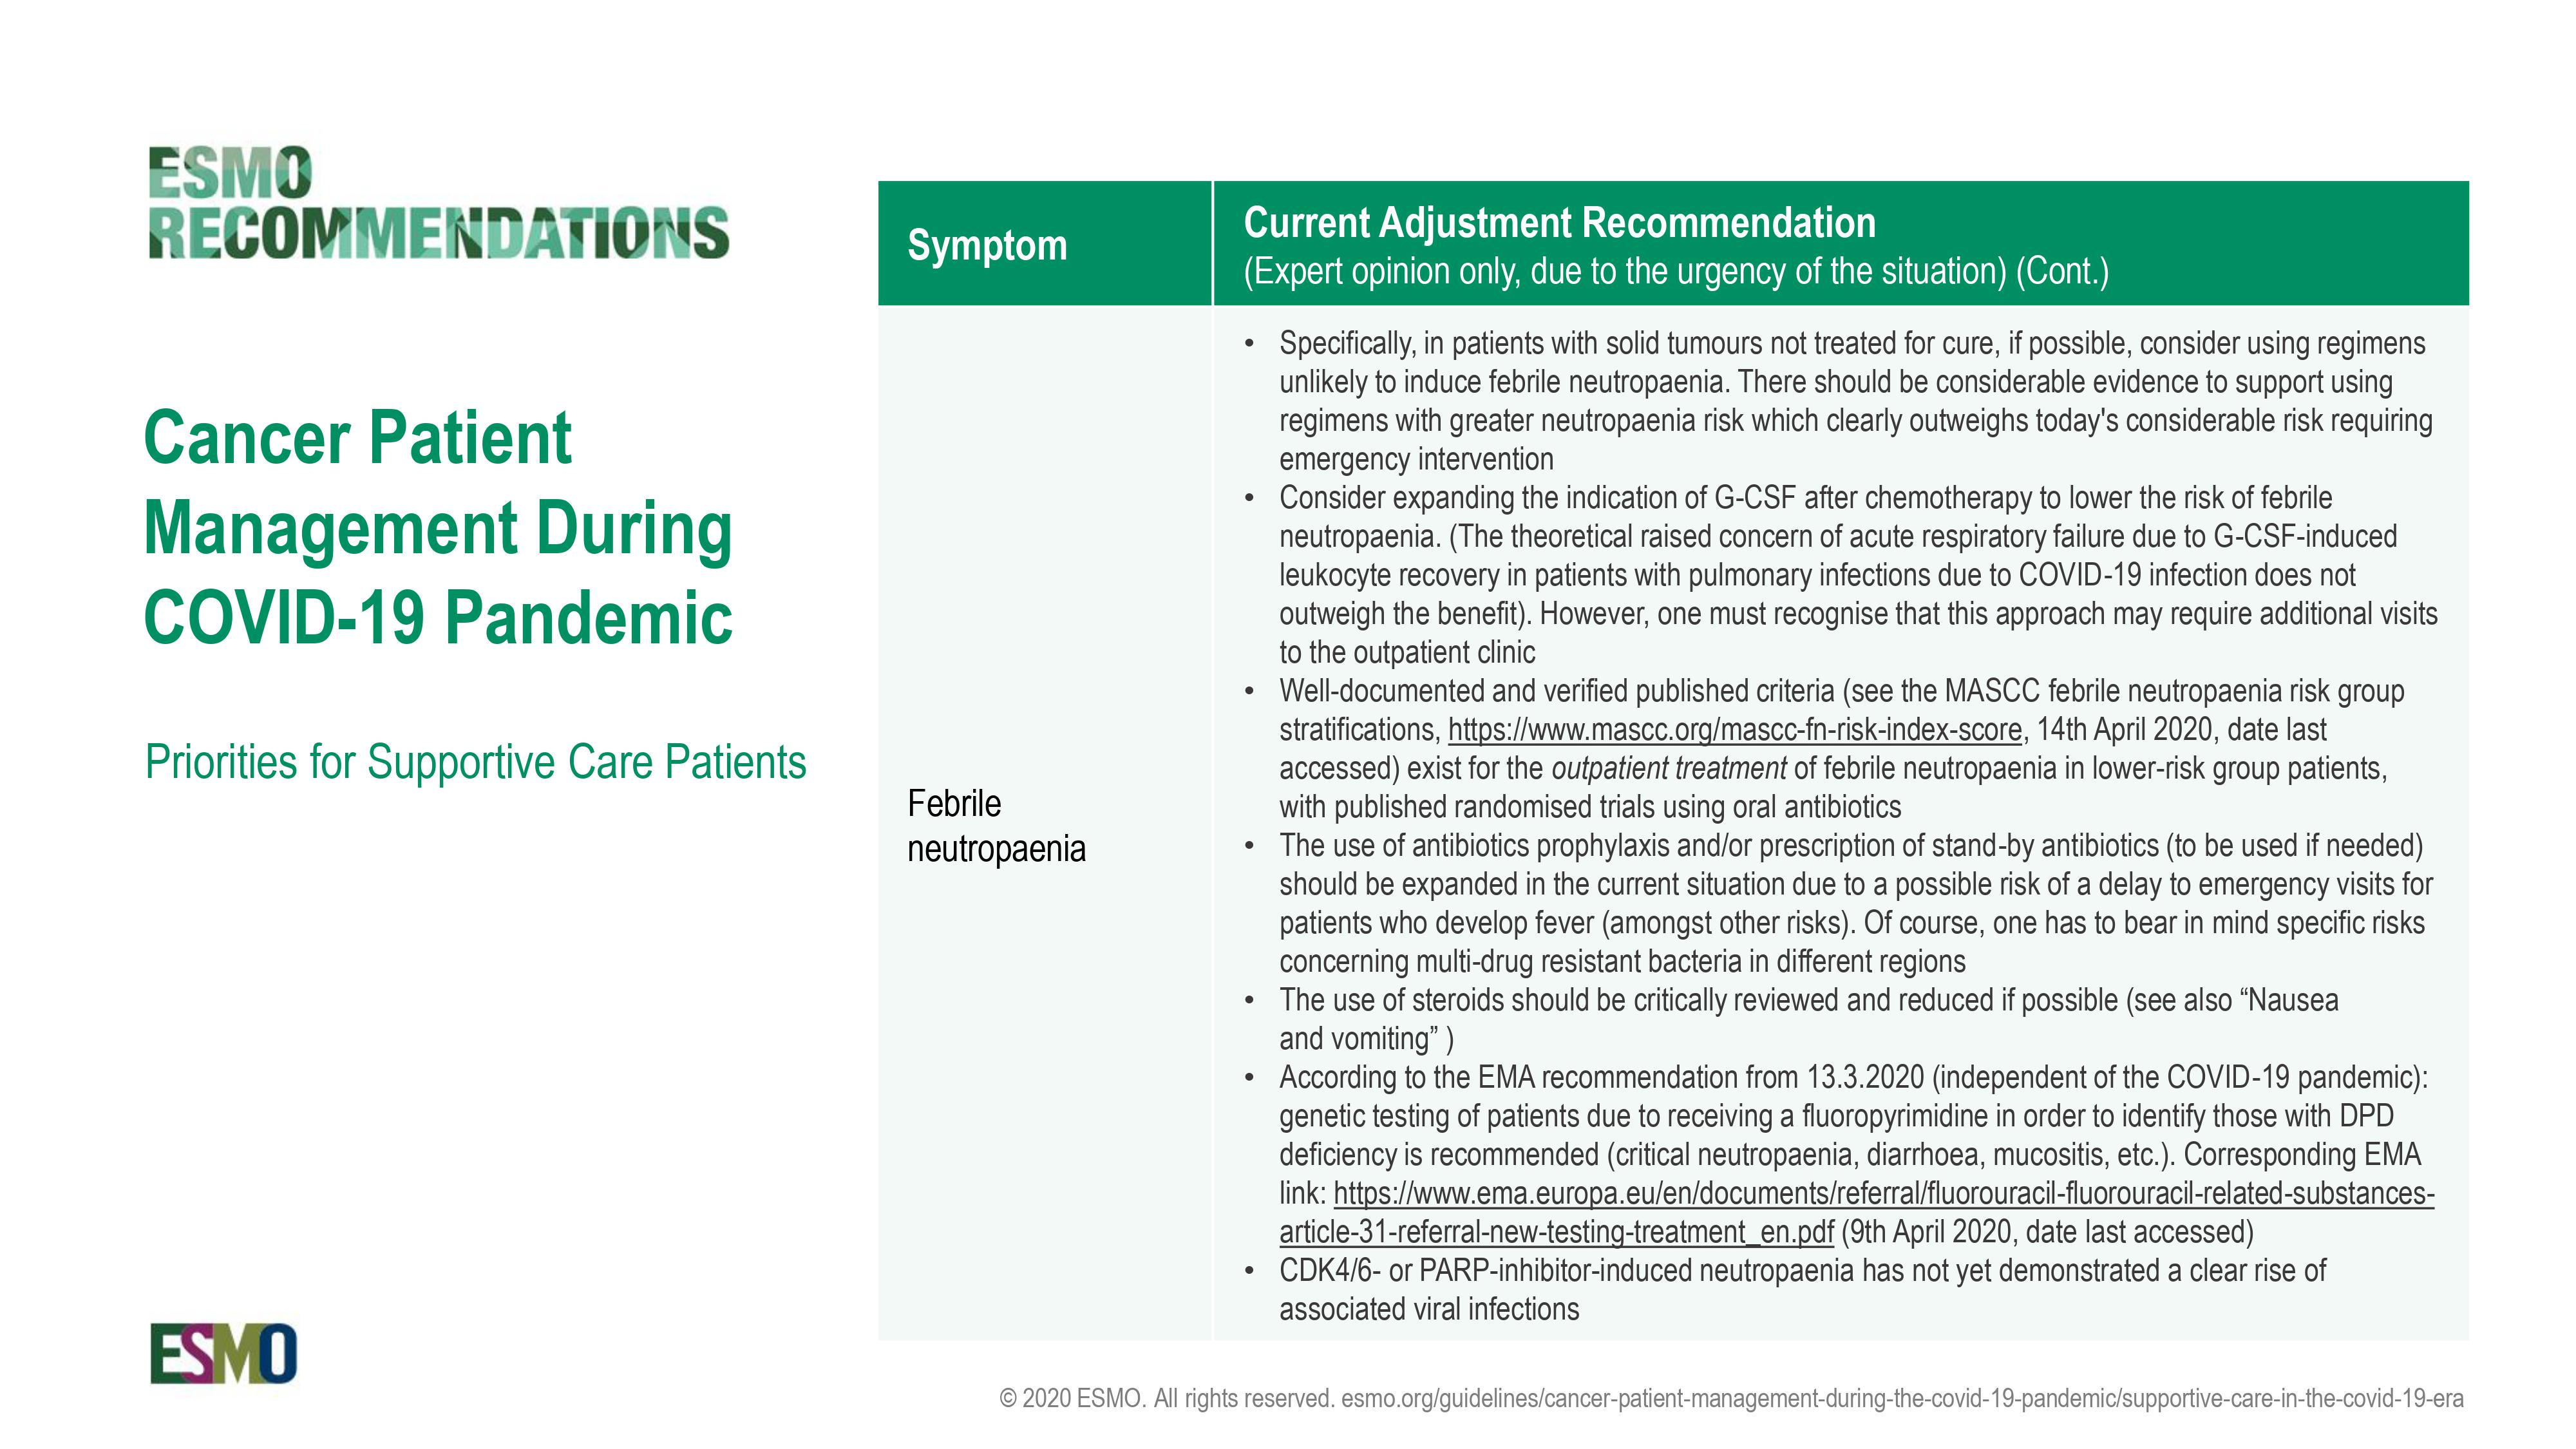 ESMO
RECOMMENDATIONS
Cancer Patient
Management During
COVID-19 Pandemic
Priorities for Supportive Care Patients
Symptom
Current Adjustment Recommendation
(Expert opinion only, due to the urgency of the situation) (Cont.)
Febrile
neutropaenia
• Specifically, in patients with solid tumours not treated for cure, if possible, consider using regimens
unlikely to induce febrile neutropaenia. There should be considerable evidence to support using
regimens with greater neutropaenia risk which clearly outweighs today's considerable risk requiring
emergency intervention
• Consider expanding the indication of G-CSF after chemotherapy to lower the risk of febrile
neutropaenia. (The theoretical raised concern of acute respiratory failure due to G-CSF-induced
leukocyte recovery in patients with pulmonary infections due to COVID-19 infection does not
outweigh the benefit). However, one must recognise that this approach may require additional visits
to the outpatient clinic
• Well-documented and verified published criteria (see the MASCC febrile neutropaenia risk group
stratifications, https://www.mascc.org/mascc-fn-risk-index-score, 14th April 2020, date last
accessed) exist for the outpatient treatment of febrile neutropaenia in lower-risk group patients,
with published randomised trials using oral antibiotics
• The use of antibiotics prophylaxis and/or prescription of stand-by antibiotics (to be used if needed)
should be expanded in the current situation due to a possible risk of a delay to emergency visits for
patients who develop fever (amongst other risks). Of course, one has to bear in mind specific risks
concerning multi-drug resistant bacteria in different regions
• The use of steroids should be critically reviewed and reduced if possible (see also “Nausea
and vomiting” )
• According to the EMA recommendation from 13.3.2020 (independent of the COVID-19 pandemic):
genetic testing of patients due to receiving a fluoropyrimidine in order to identify those with DPD
deficiency is recommended (critical neutropaenia, diarrhoea, mucositis, etc.). Corresponding EMA
link: https://www.ema.europa.eu/en/documents/referral/fluorouracil-fluorouracil-related-substances-
article-31-referral-new-testing-treatment_en.pdf (9th April 2020, date last accessed)
• CDK4/6- or PARP-inhibitor-induced neutropaenia has not yet demonstrated a clear rise of
associated viral infections
ESMO
© 2020 ESMO. All rights reserved. esmo.org/guidelines/cancer-patient-management-during-the-covid-19-pandemic/supportive-care-in-the-covid-19-era